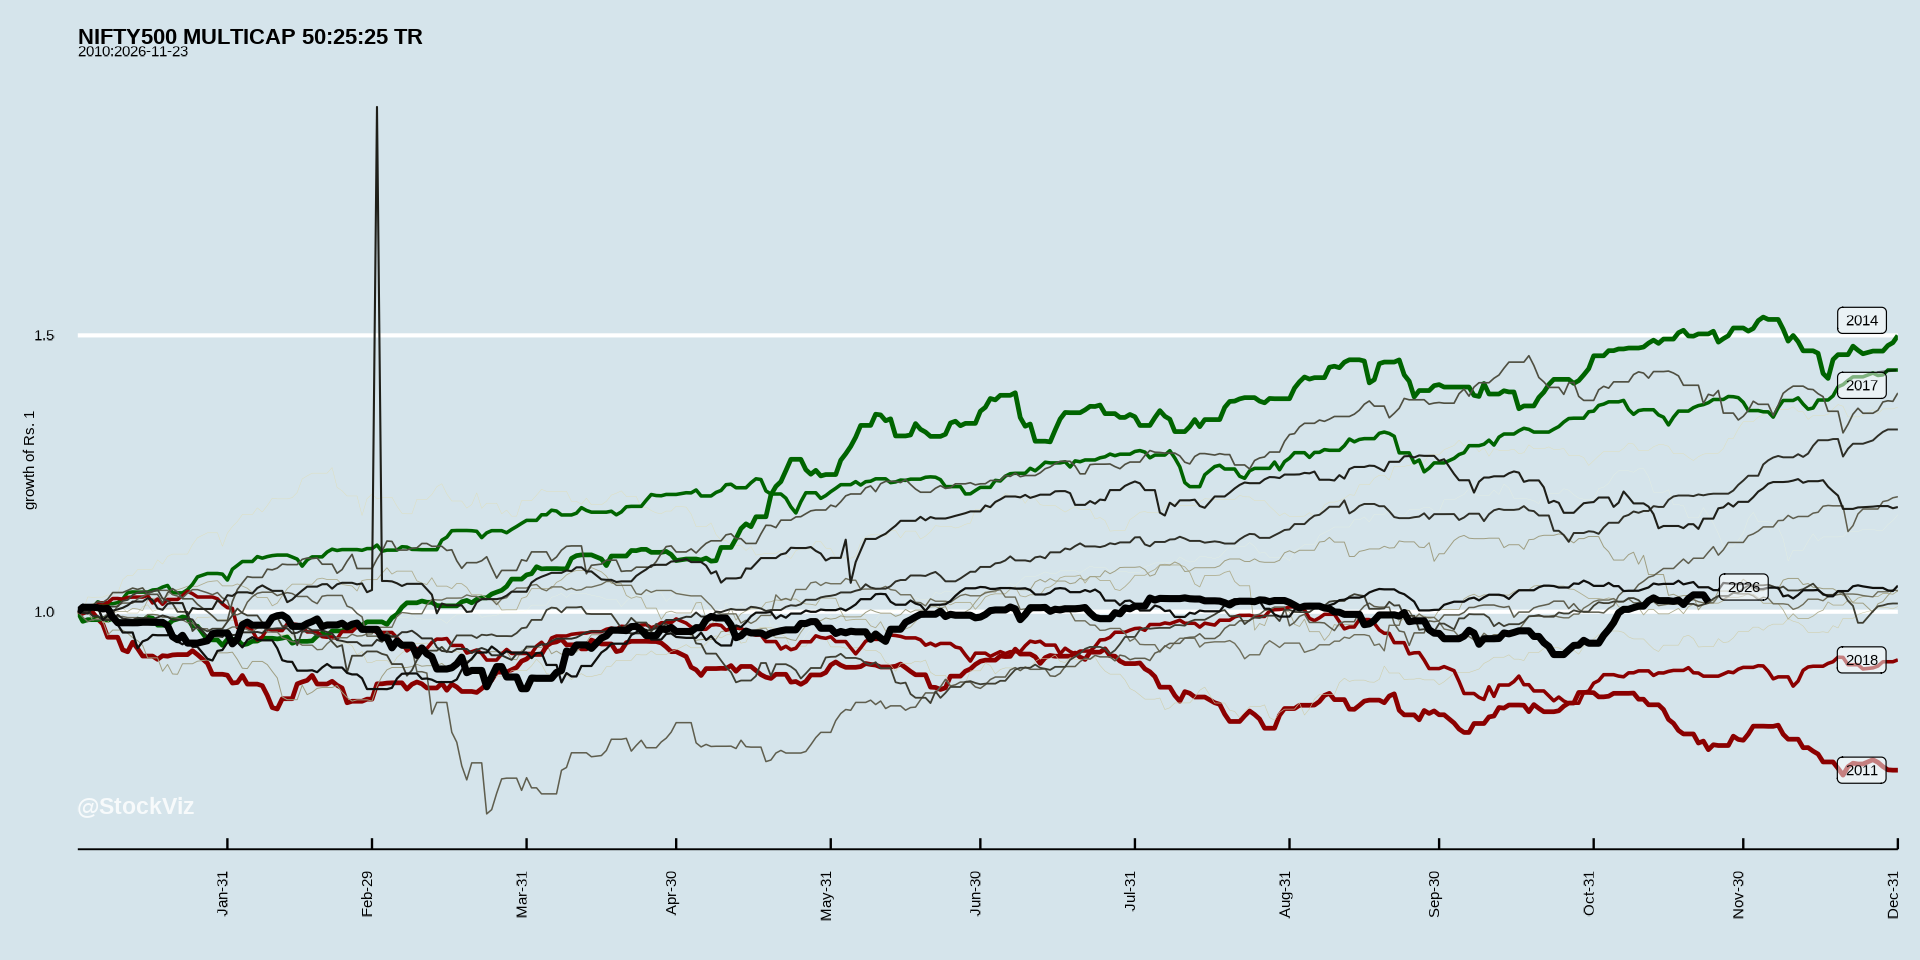 NIFTY500 MULTICAP 50:25:25 TR
2010:2026-11-23
growth of Rs. 1
1.5
1.0
2014
2017
2026
2018
2011
@StockViz
Jan-31
Feb-29
Mar-31
Apr-30
May-31
Jun-30
Jul-31
Aug-31
Sep-30
Oct-31
Nov-30
Dec-31